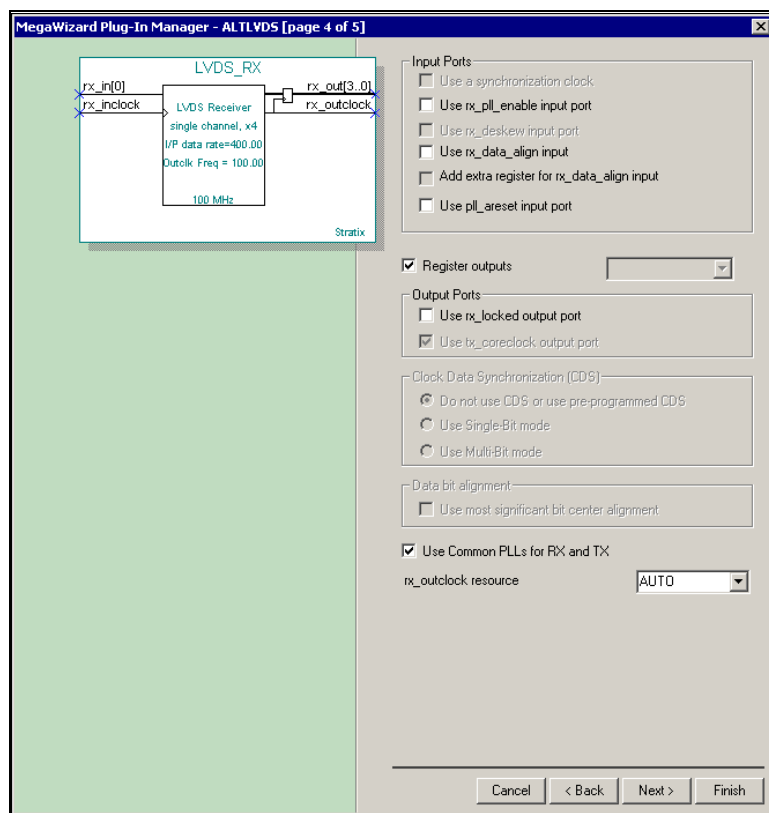 MegaWizard Plug-In Manager - ALTLVDS [page 4 of 5]
LVDS_RX
rx_in[0]
rx_out[3..0]
rx_inclock
rx_outclock
LVDS Receiver
single channel, x4
I/P data rate=400.00
Outclk Freq = 100.00
100 MHz
Stratix
Input Ports
Use a synchronization clock
Use rx_pll_enable input port
Use rx_deskew input port
Use rx_data_align input
Add extra register for rx_data_align input
Use pll_areset input port
Register outputs
Output Ports
Use rx_locked output port
Use tx_coreclock output port
Clock Data Synchronization (CDS)
Do not use CDS or use pre-programmed CDS
Use Single-Bit mode
Use Multi-Bit mode
Data bit alignment
Use most significant bit center alignment
Use Common PLLs for RX and TX
rx_outclock resource
AUTO
Cancel
< Back
Next >
Finish